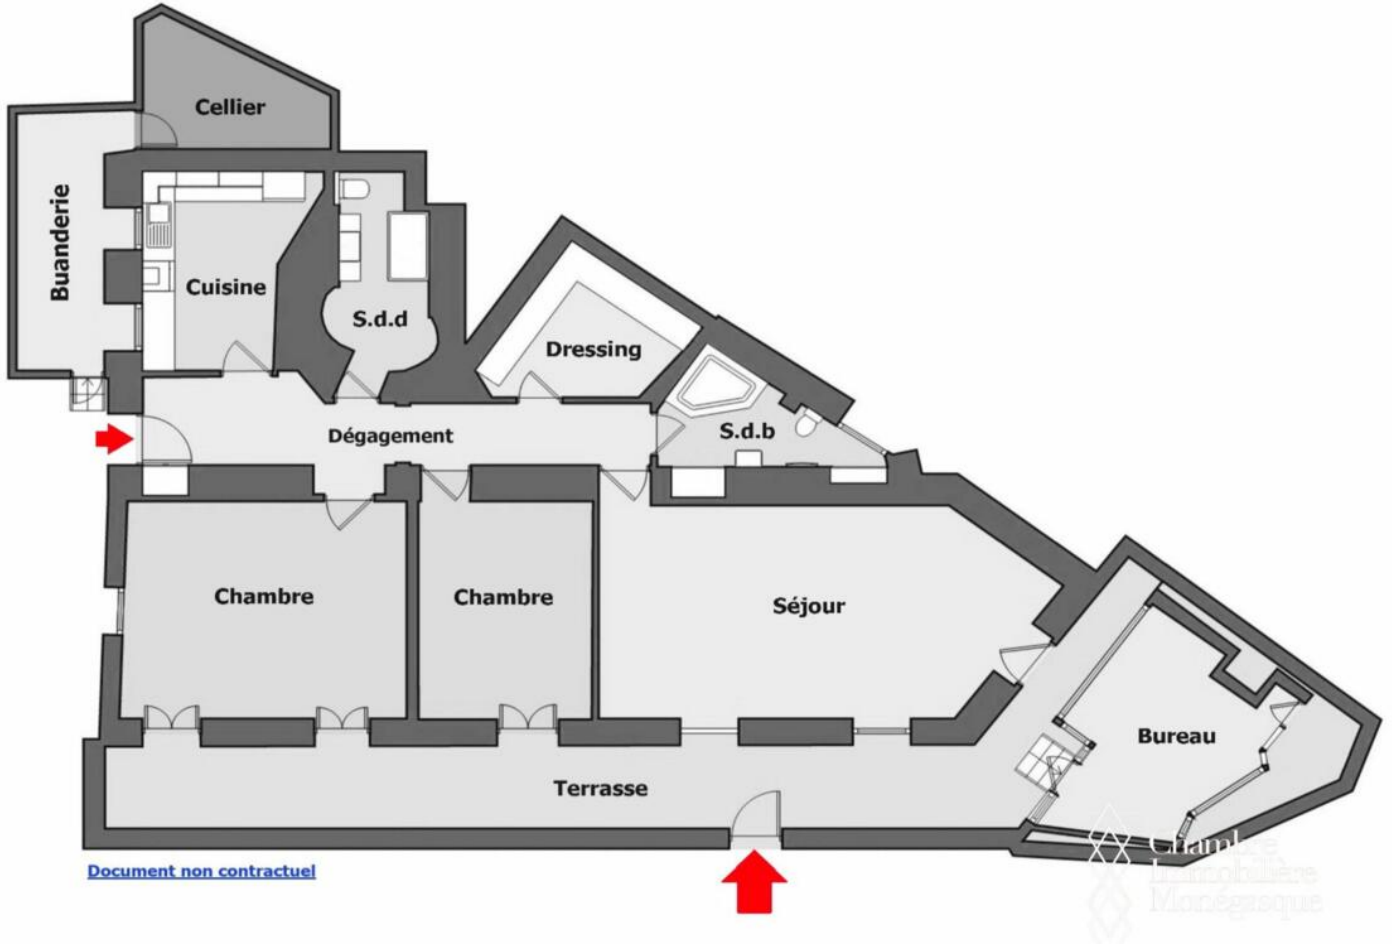 Cellier
Buanderie
Cuisine
S.d.d
Dressing
S.d.b
Dégagement
Chambre
Chambre
Séjour
Bureau
Terrasse
Document non contractuel
Chambre
Immobilière
Monégasque